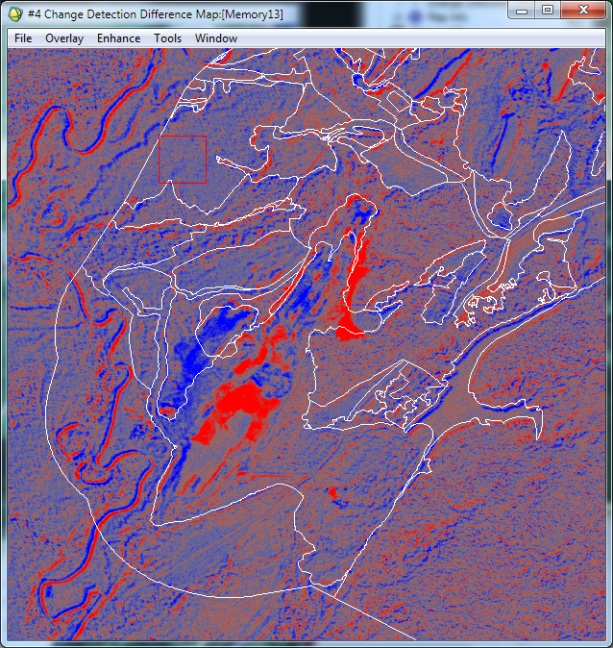 #4 Change Detection Difference Map:[Memory13]
File Overlay Enhance Tools Window